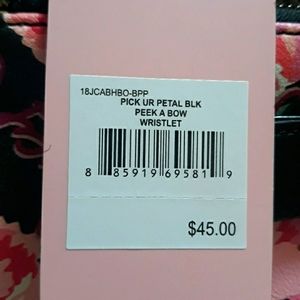 18JCABHBO-BPP
PICK UR PETAL BLK
PEEK A BOW
WRISTLET
8 85919 69581 9
$45.00